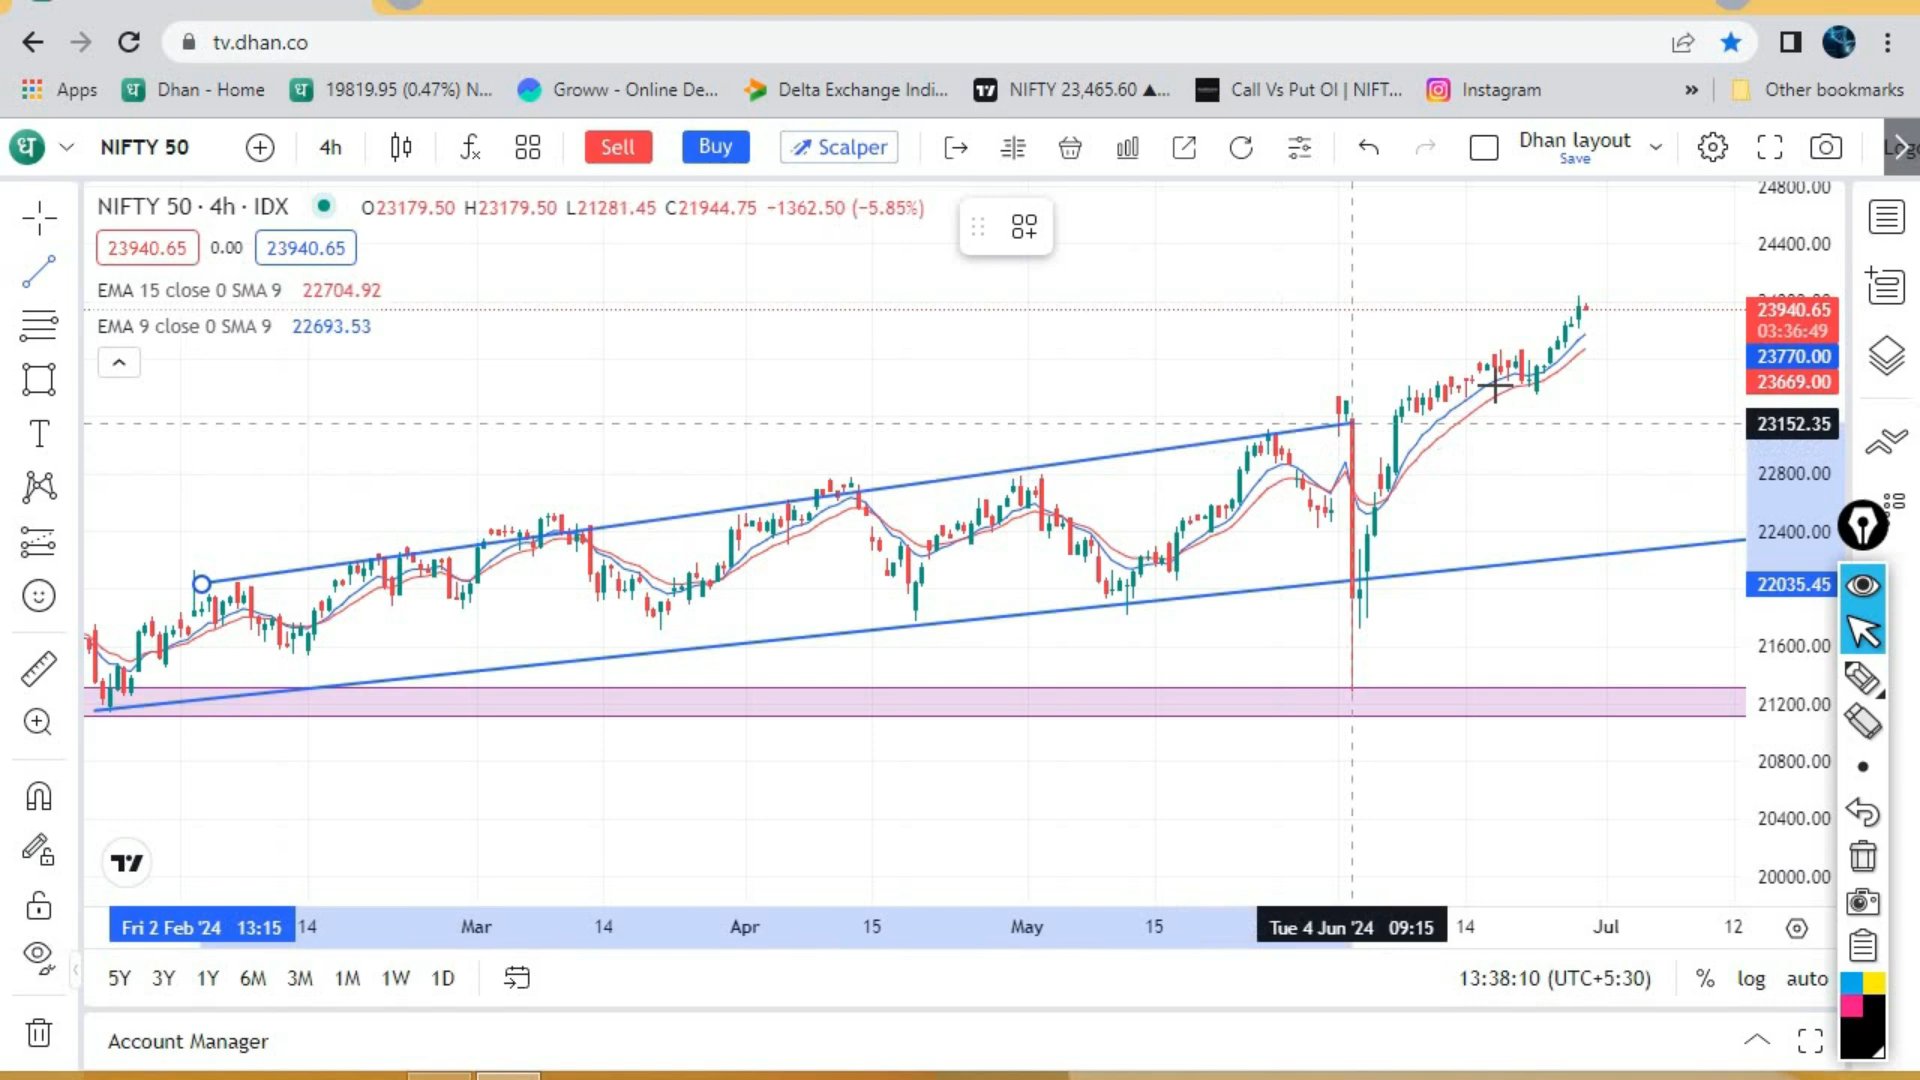 tv.dhan.co
Apps
Dhan - Home
19819.95 (0.47%) N...
Groww - Online De...
Delta Exchange Indi...
NIFTY 23,465.60 ▲...
Call Vs Put OI | NIFT...
Instagram
»
Other bookmarks
ध
NIFTY 50
4h
Sell
Buy
Scalper
Dhan layout
Save
NIFTY 50 · 4h · IDX
O23179.50 H23179.50 L21281.45 C21944.75 −1362.50 (−5.85%)
23940.65
0.00
23940.65
EMA 15 close 0 SMA 9 22704.92
EMA 9 close 0 SMA 9 22693.53
24800.00
24400.00
23940.65
03:36:49
23770.00
23669.00
23152.35
22800.00
22400.00
22035.45
21600.00
21200.00
20800.00
20400.00
20000.00
Fri 2 Feb '24 13:15
14
Mar
14
Apr
15
May
15
Tue 4 Jun '24 09:15
14
Jul
12
5Y
3Y
1Y
6M
3M
1M
1W
1D
13:38:10 (UTC+5:30)
%
log
auto
Account Manager